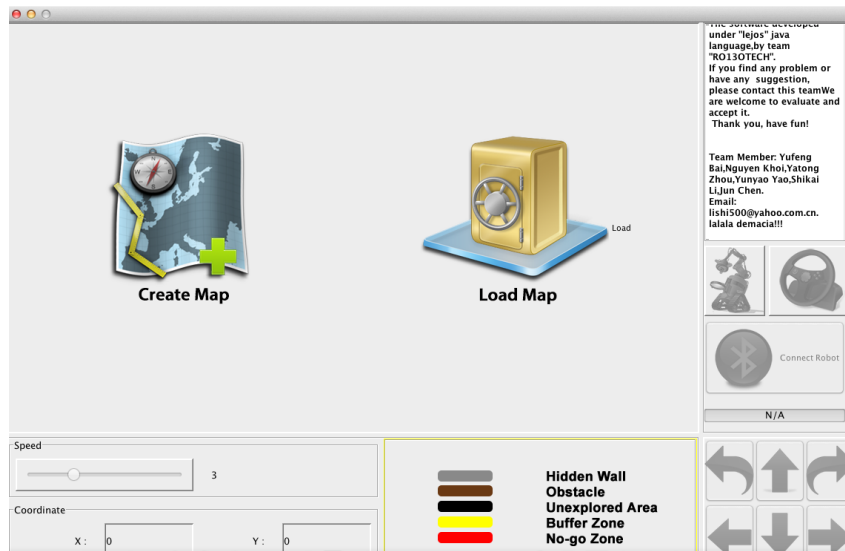 The software developed
under "lejos" java
language,by team
"RO13OTECH".
If you find any problem or
have any suggestion,
please contact this teamWe
are welcome to evaluate and
accept it.
Thank you, have fun!
Team Member: Yufeng
Bai,Nguyen Khoi,Yatong
Zhou,Yunyao Yao,Shikai
Li,Jun Chen.
Email:
lishi500@yahoo.com.cn.
lalala demacia!!!
Load
Create Map
Load Map
Connect Robot
N/A
Speed
3
Coordinate
X : 0
Y : 0
Hidden Wall
Obstacle
Unexplored Area
Buffer Zone
No-go Zone